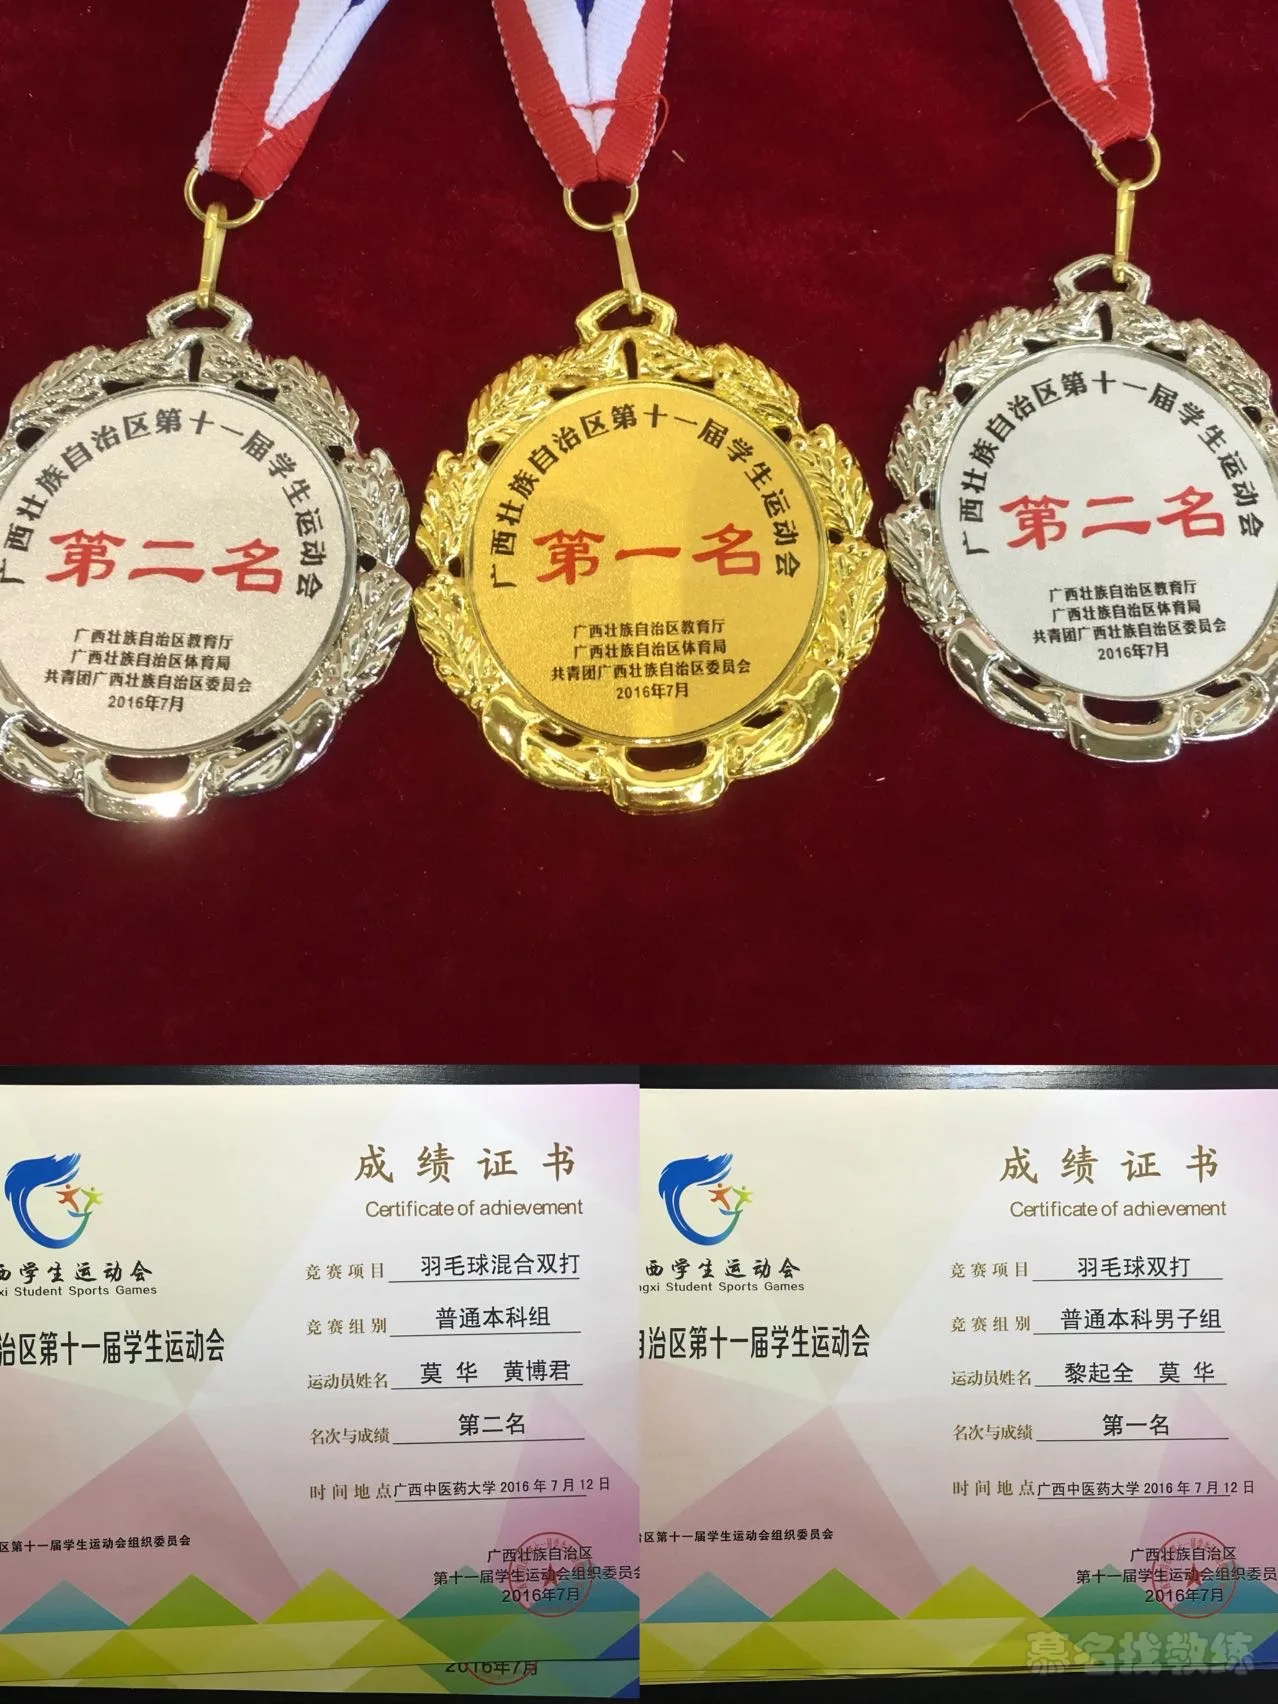 广西壮族自治区第十一届学生运动会
第二名
广西壮族自治区教育厅
广西壮族自治区体育局
共青团广西壮族自治区委员会
2016年7月
广西壮族自治区第十一届学生运动会
第一名
广西壮族自治区教育厅
广西壮族自治区体育局
共青团广西壮族自治区委员会
2016年7月
广西壮族自治区第十一届学生运动会
第二名
广西壮族自治区教育厅
广西壮族自治区体育局
共青团广西壮族自治区委员会
2016年7月
西学生运动会
xi Student Sports Games
治区第十一届学生运动会
区第十一届学生运动会组织委员会
成绩证书
Certificate of achievement
竞赛项目 羽毛球混合双打
竞赛组别 普通本科组
运动员姓名 莫 华 黄博君
名次与成绩 第二名
时间地点 广西中医药大学 2016 年 7 月 12 日
广西壮族自治区
第十一届学生运动会组织委员会
2016年7月
2016年7月
西学生运动会
gxi Student Sports Games
自治区第十一届学生运动会
区第十一届学生运动会组织委员会
成绩证书
Certificate of achievement
竞赛项目 羽毛球双打
竞赛组别 普通本科男子组
运动员姓名 黎起全 莫 华
名次与成绩 第一名
时间地点 广西中医药大学 2016 年 7 月 12 日
广西壮族自治区
第十一届学生运动会组织委员
2016年7月
慕名找教练